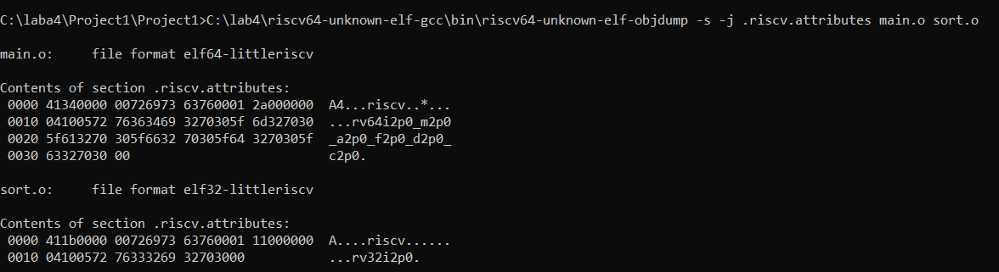 C:\laba4\Project1\Project1>C:\lab4\riscv64-unknown-elf-gcc\bin\riscv64-unknown-elf-objdump -s -j .riscv.attributes main.o sort.o
main.o:     file format elf64-littleriscv
Contents of section .riscv.attributes:
 0000 41340000 00726973 63760001 2a000000  A4...riscv..*...
 0010 04100572 76363469 3270305f 6d327030  ...rv64i2p0_m2p0
 0020 5f613270 305f6632 70305f64 3270305f  _a2p0_f2p0_d2p0_
 0030 63327030 00                          c2p0.
sort.o:     file format elf32-littleriscv
Contents of section .riscv.attributes:
 0000 411b0000 00726973 63760001 11000000  A....riscv......
 0010 04100572 76333269 32703000           ...rv32i2p0.